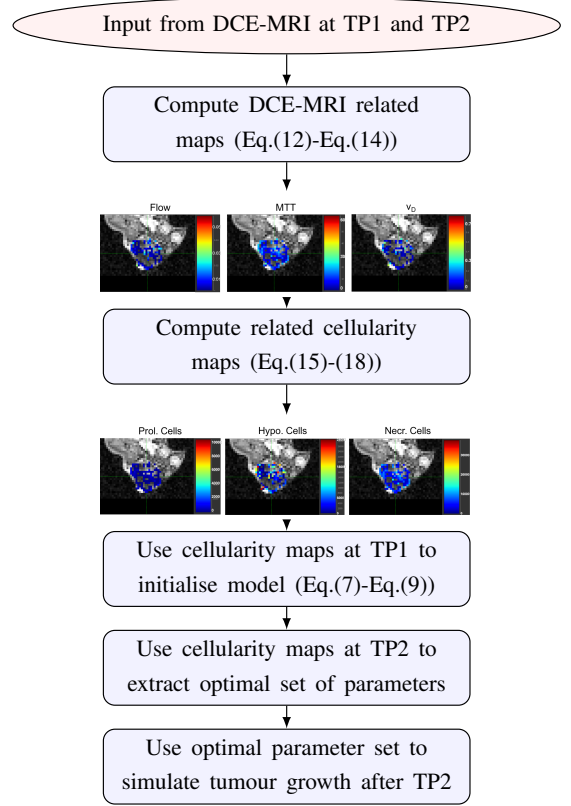 Input from DCE-MRI at TP1 and TP2
Compute DCE-MRI related
maps (Eq.(12)-Eq.(14))
Flow MTT v_D
Compute related cellularity
maps (Eq.(15)-(18))
Prol. Cells Hypo. Cells Necr. Cells
Use cellularity maps at TP1 to
initialise model (Eq.(7)-Eq.(9))
Use cellularity maps at TP2 to
extract optimal set of parameters
Use optimal parameter set to
simulate tumour growth after TP2